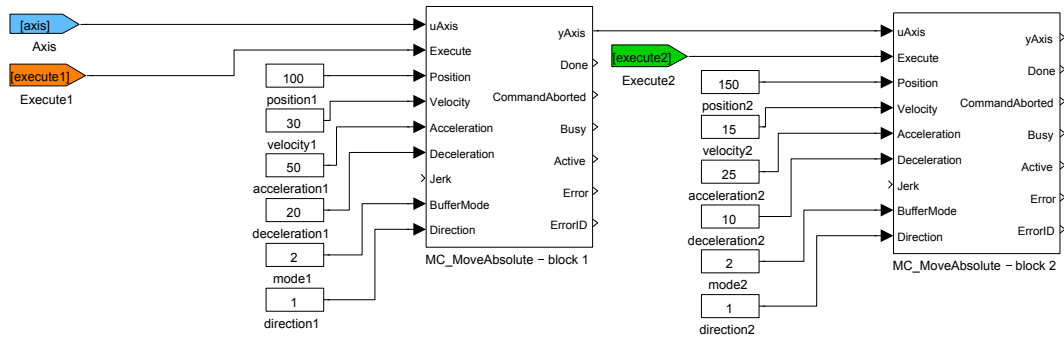 [axis]
Axis
[execute1]
Execute1
100
position1
30
velocity1
50
acceleration1
20
deceleration1
2
mode1
1
direction1
uAxis
Execute
Position
Velocity
Acceleration
Deceleration
Jerk
BufferMode
Direction
yAxis
Done
CommandAborted
Busy
Active
Error
ErrorID
MC_MoveAbsolute − block 1
[execute2]
Execute2
150
position2
15
velocity2
25
acceleration2
10
deceleration2
2
mode2
1
direction2
uAxis
Execute
Position
Velocity
Acceleration
Deceleration
Jerk
BufferMode
Direction
yAxis
Done
CommandAborted
Busy
Active
Error
ErrorID
MC_MoveAbsolute − block 2